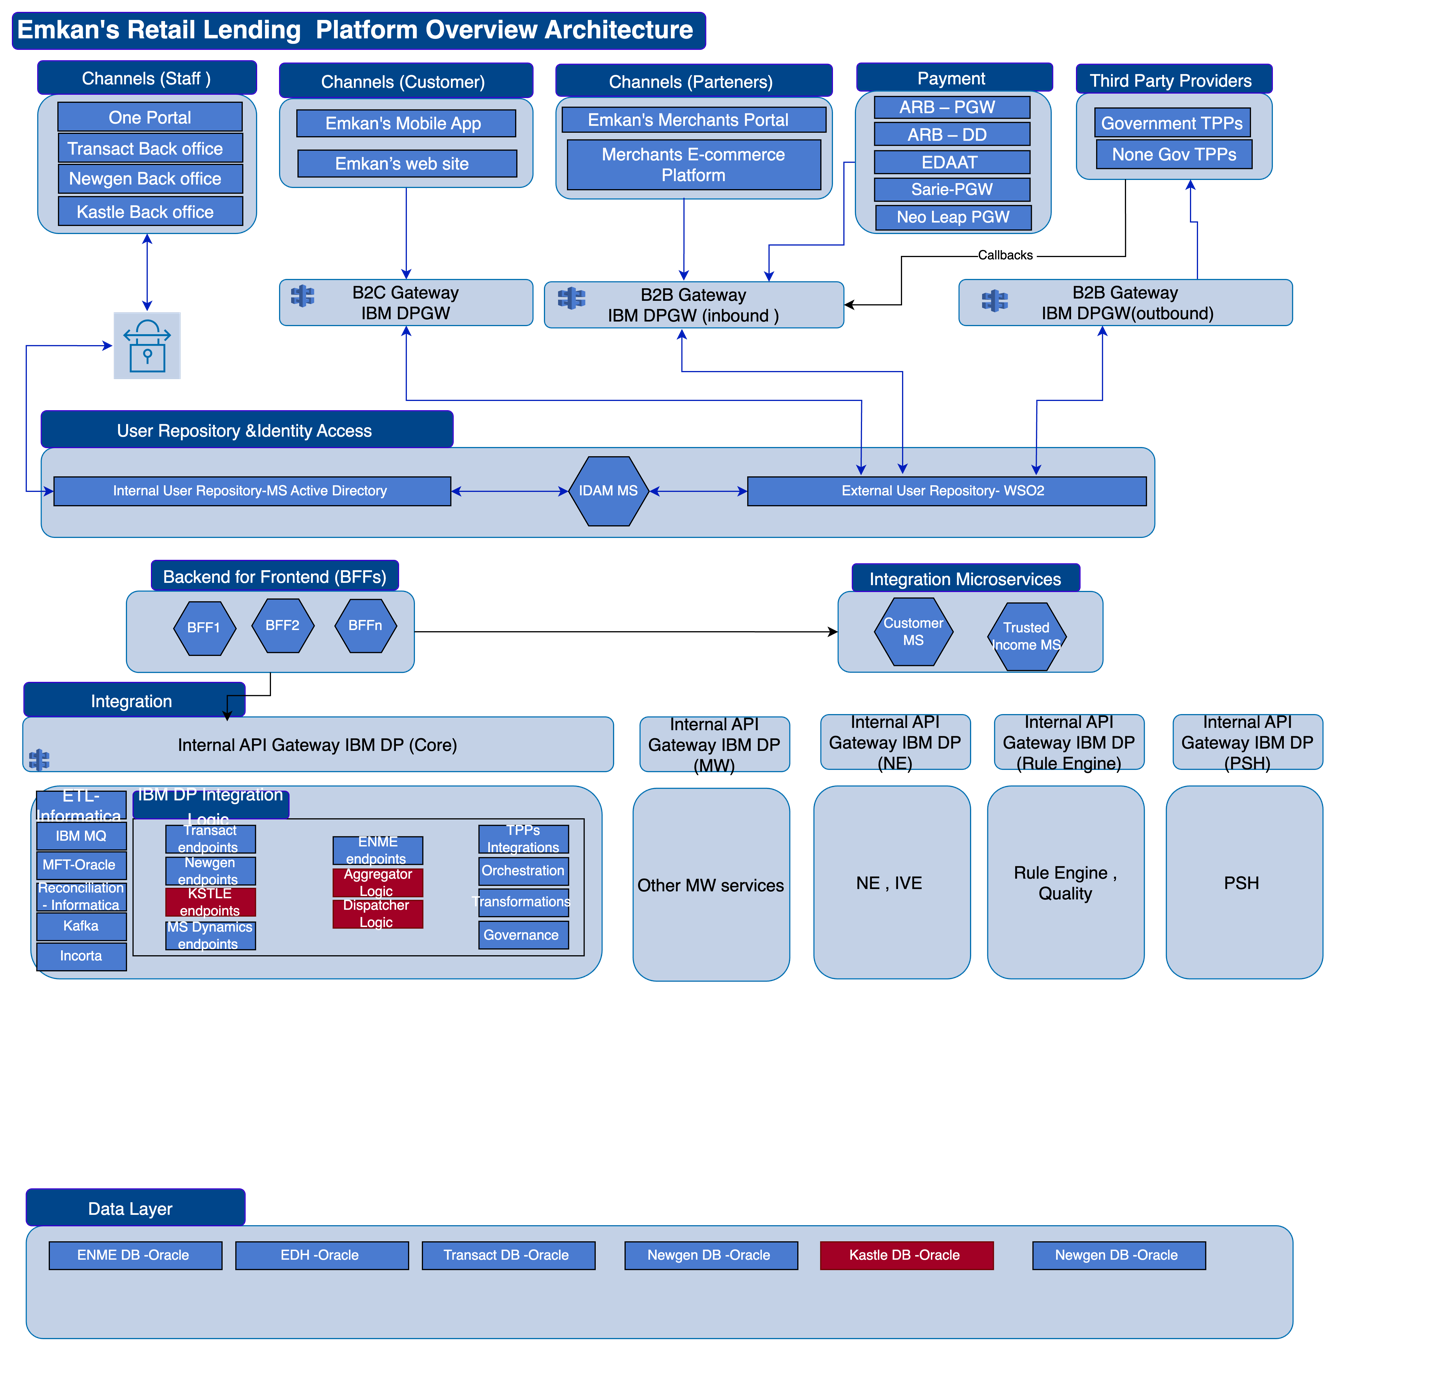 Emkan's Retail Lending  Platform Overview Architecture
Channels (Staff )
One Portal
Transact Back office
Newgen Back office
Kastle Back office
Channels (Customer)
Emkan's Mobile App
Emkan's web site
Channels (Parteners)
Emkan's Merchants Portal
Merchants E-commerce
Platform
Payment
ARB – PGW
ARB – DD
EDAAT
Sarie-PGW
Neo Leap PGW
Third Party Providers
Government TPPs
None Gov TPPs
Callbacks
B2C Gateway
IBM DPGW
B2B Gateway
IBM DPGW (inbound )
B2B Gateway
IBM DPGW(outbound)
User Repository &Identity Access
Internal User Repository-MS Active Directory
IDAM MS
External User Repository- WSO2
Backend for Frontend (BFFs)
BFF1
BFF2
BFFn
Integration Microservices
Customer
MS
Trusted
Income MS
Integration
Internal API Gateway IBM DP (Core)
Internal API
Gateway IBM DP
(MW)
Internal API
Gateway IBM DP
(NE)
Internal API
Gateway IBM DP
(Rule Engine)
Internal API
Gateway IBM DP
(PSH)
ETL-
Informatica
IBM MQ
MFT-Oracle
Reconciliation
- Informatica
Kafka
Incorta
IBM DP Integration
Logic
Transact
endpoints
Newgen
endpoints
KSTLE
endpoints
MS Dynamics
endpoints
ENME
endpoints
Aggregator
Logic
Dispatcher
Logic
TPPs
Integrations
Orchestration
Transformations
Governance
Other MW services
NE , IVE
Rule Engine ,
Quality
PSH
Data Layer
ENME DB -Oracle
EDH -Oracle
Transact DB -Oracle
Newgen DB -Oracle
Kastle DB -Oracle
Newgen DB -Oracle